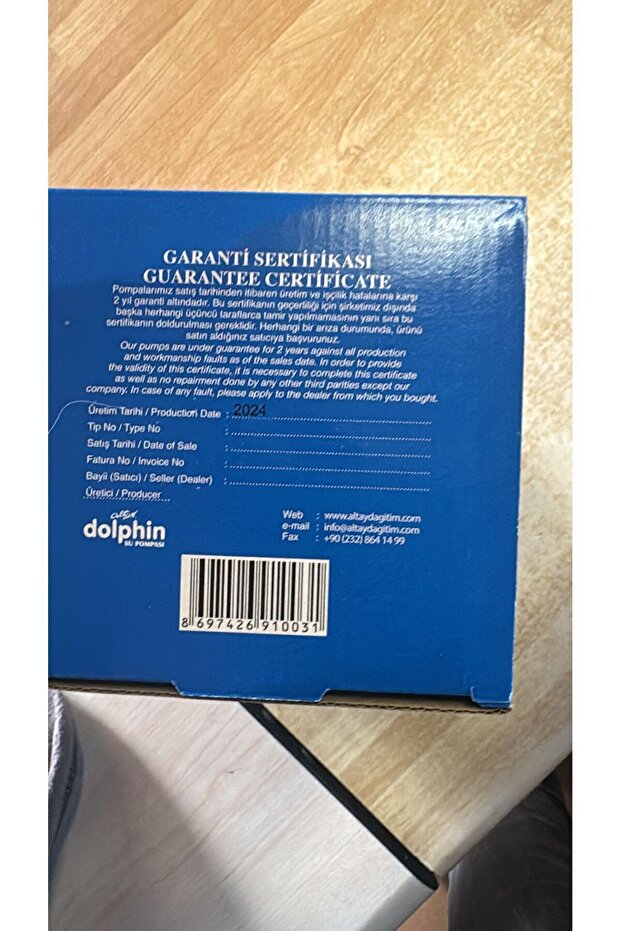 GARANTİ SERTİFİKASI
GUARANTEE CERTİFİCATE
Pompalarımız satış tarihinden itibaren üretim ve işçilik hatalarına karşı
2 yıl garanti altındadır. Bu sertifikanın geçerliliği için şirketimiz dışında
başka herhangi üçüncü taraflarca tamir yapılmamasının yanı sıra bu
sertifikanın doldurulması gereklidir. Herhangi bir arıza durumunda, ürünü
satın aldığınız satıcıya başvurunuz.
Our pumps are under guarantee for 2 years against all production
and workmanship faults as of the sales date. In order to provide
the validity of this certificate, it is necessary to complete this certificate
as well as no repairment done by any other third parities except our
company. In case of any fault, please apply to the dealer from which you bought.
Üretim Tarihi / Production Date : 2024
Tip No / Type No :
Satış Tarihi / Date of Sale :
Fatura No / Invoice No :
Bayii (Satıcı) / Seller (Dealer) :
Üretici / Producer
dolphin
SU POMPASI
Web : www.altaydagitim.com
e-mail : info@altaydagitim.com
Fax : +90 (232) 864 14 99
8 697426 910031